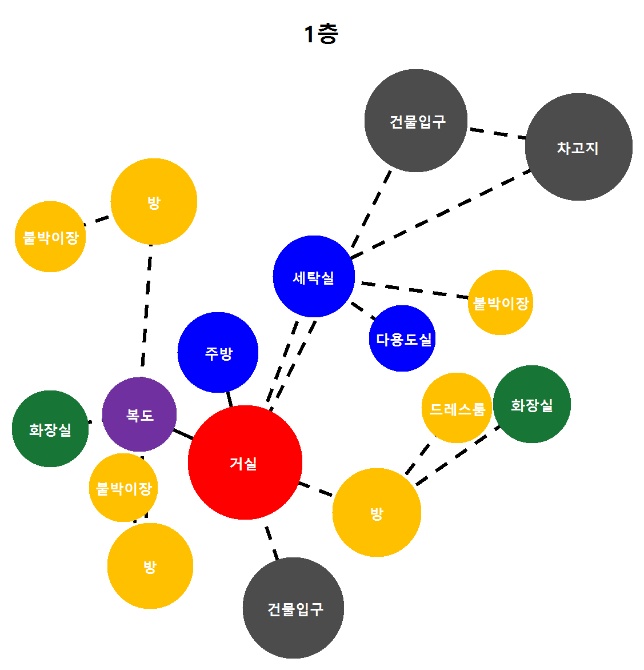 1층
건물입구
차고지
방
붙박이장
세탁실
붙박이장
다용도실
주방
드레스룸
화장실
복도
화장실
거실
붙박이장
방
방
건물입구